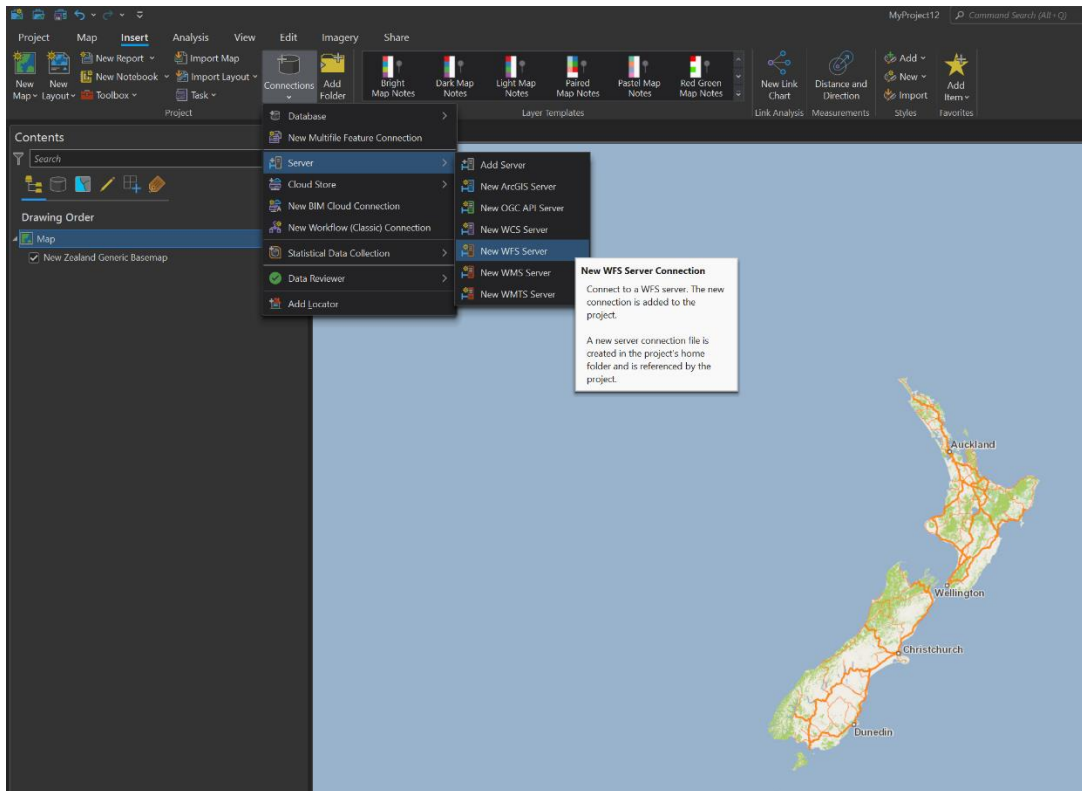 MyProject12
Command Search (Alt+Q)
Project Map Insert Analysis View Edit Imagery Share
New Map
New Layout
New Report
New Notebook
Toolbox
Import Map
Import Layout
Task
Project
Connections
Add Folder
Bright Map Notes
Dark Map Notes
Light Map Notes
Paired Map Notes
Pastel Map Notes
Red Green Map Notes
Layer Templates
New Link Chart
Link Analysis
Distance and Direction
Measurements
Add
New
Import
Styles
Add Item
Favorites
Contents
Search
Drawing Order
Map
New Zealand Generic Basemap
Database
New Multifile Feature Connection
Server
Cloud Store
New BIM Cloud Connection
New Workflow (Classic) Connection
Statistical Data Collection
Data Reviewer
Add Locator
Add Server
New ArcGIS Server
New OGC API Server
New WCS Server
New WFS Server
New WMS Server
New WMTS Server
New WFS Server Connection
Connect to a WFS server. The new
connection is added to the
project.
A new server connection file is
created in the project's home
folder and is referenced by the
project.
Auckland
Wellington
Christchurch
Dunedin